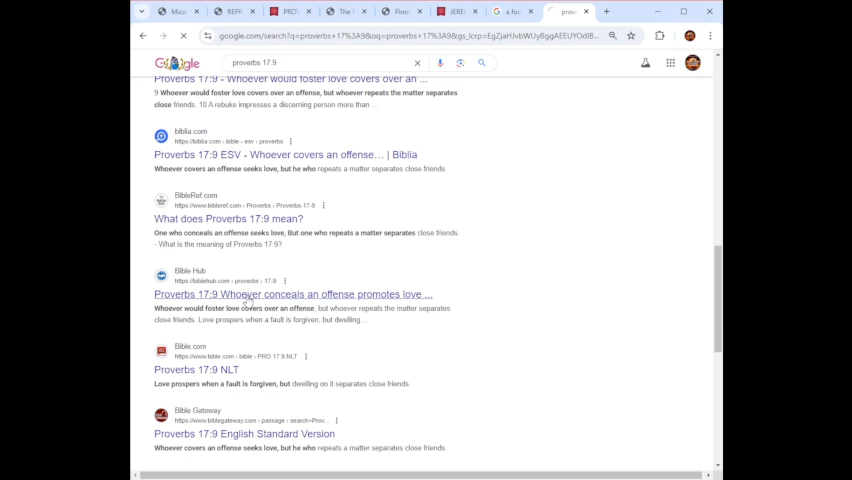 Mica
REPH
PRO'
The I
Pino
JERE
a foc
prove
google.com/search?q=proverbs+17%3A9&oq=proverbs+17%3A9&gs_lcrp=EgZjaHJvbWUyBggAEEUYOdlB...
Google
proverbs 17:9
Proverbs 17:9 - Whoever would foster love covers over an ...
9 Whoever would foster love covers over an offense, but whoever repeats the matter separates
close friends. 10 A rebuke impresses a discerning person more than ...
biblia.com
https://biblia.com › bible › esv › proverbs
Proverbs 17:9 ESV - Whoever covers an offense… | Biblia
Whoever covers an offense seeks love, but he who repeats a matter separates close friends.
BibleRef.com
https://www.bibleref.com › Proverbs › Proverbs-17-9
What does Proverbs 17:9 mean?
One who conceals an offense seeks love, But one who repeats a matter separates close friends.
- What is the meaning of Proverbs 17:9?
Bible Hub
https://biblehub.com › proverbs › 17-9
Proverbs 17:9 Whoever conceals an offense promotes love ...
Whoever would foster love covers over an offense, but whoever repeats the matter separates
close friends. Love prospers when a fault is forgiven, but dwelling ...
Bible.com
https://www.bible.com › bible › PRO.17.9.NLT
Proverbs 17:9 NLT
Love prospers when a fault is forgiven, but dwelling on it separates close friends.
Bible Gateway
https://www.biblegateway.com › passage › search=Prov...
Proverbs 17:9 English Standard Version
Whoever covers an offense seeks love, but he who repeats a matter separates close friends.